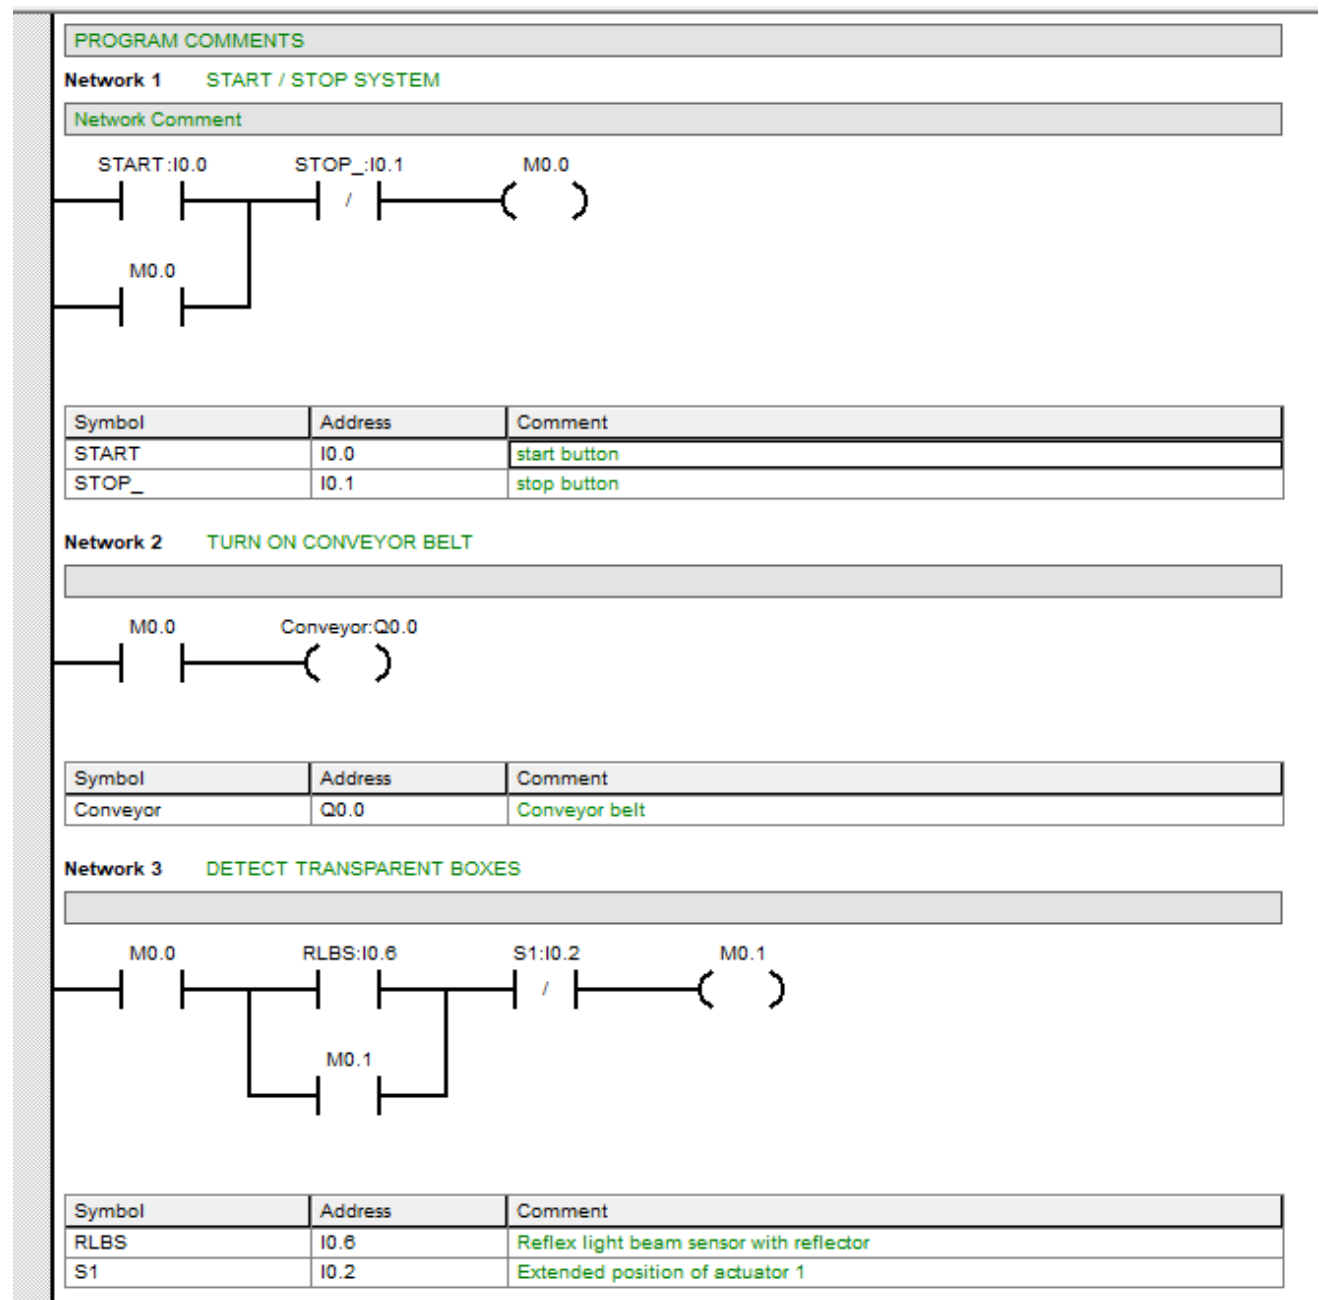 PROGRAM COMMENTS
Network 1 START / STOP SYSTEM
Network Comment
START:I0.0 STOP_:I0.1 M0.0
/
M0.0
Symbol Address Comment
START I0.0 start button
STOP_ I0.1 stop button
Network 2 TURN ON CONVEYOR BELT
M0.0 Conveyor:Q0.0
Symbol Address Comment
Conveyor Q0.0 Conveyor belt
Network 3 DETECT TRANSPARENT BOXES
M0.0 RLBS:I0.6 S1:I0.2 M0.1
/
M0.1
Symbol Address Comment
RLBS I0.6 Reflex light beam sensor with reflector
S1 I0.2 Extended position of actuator 1